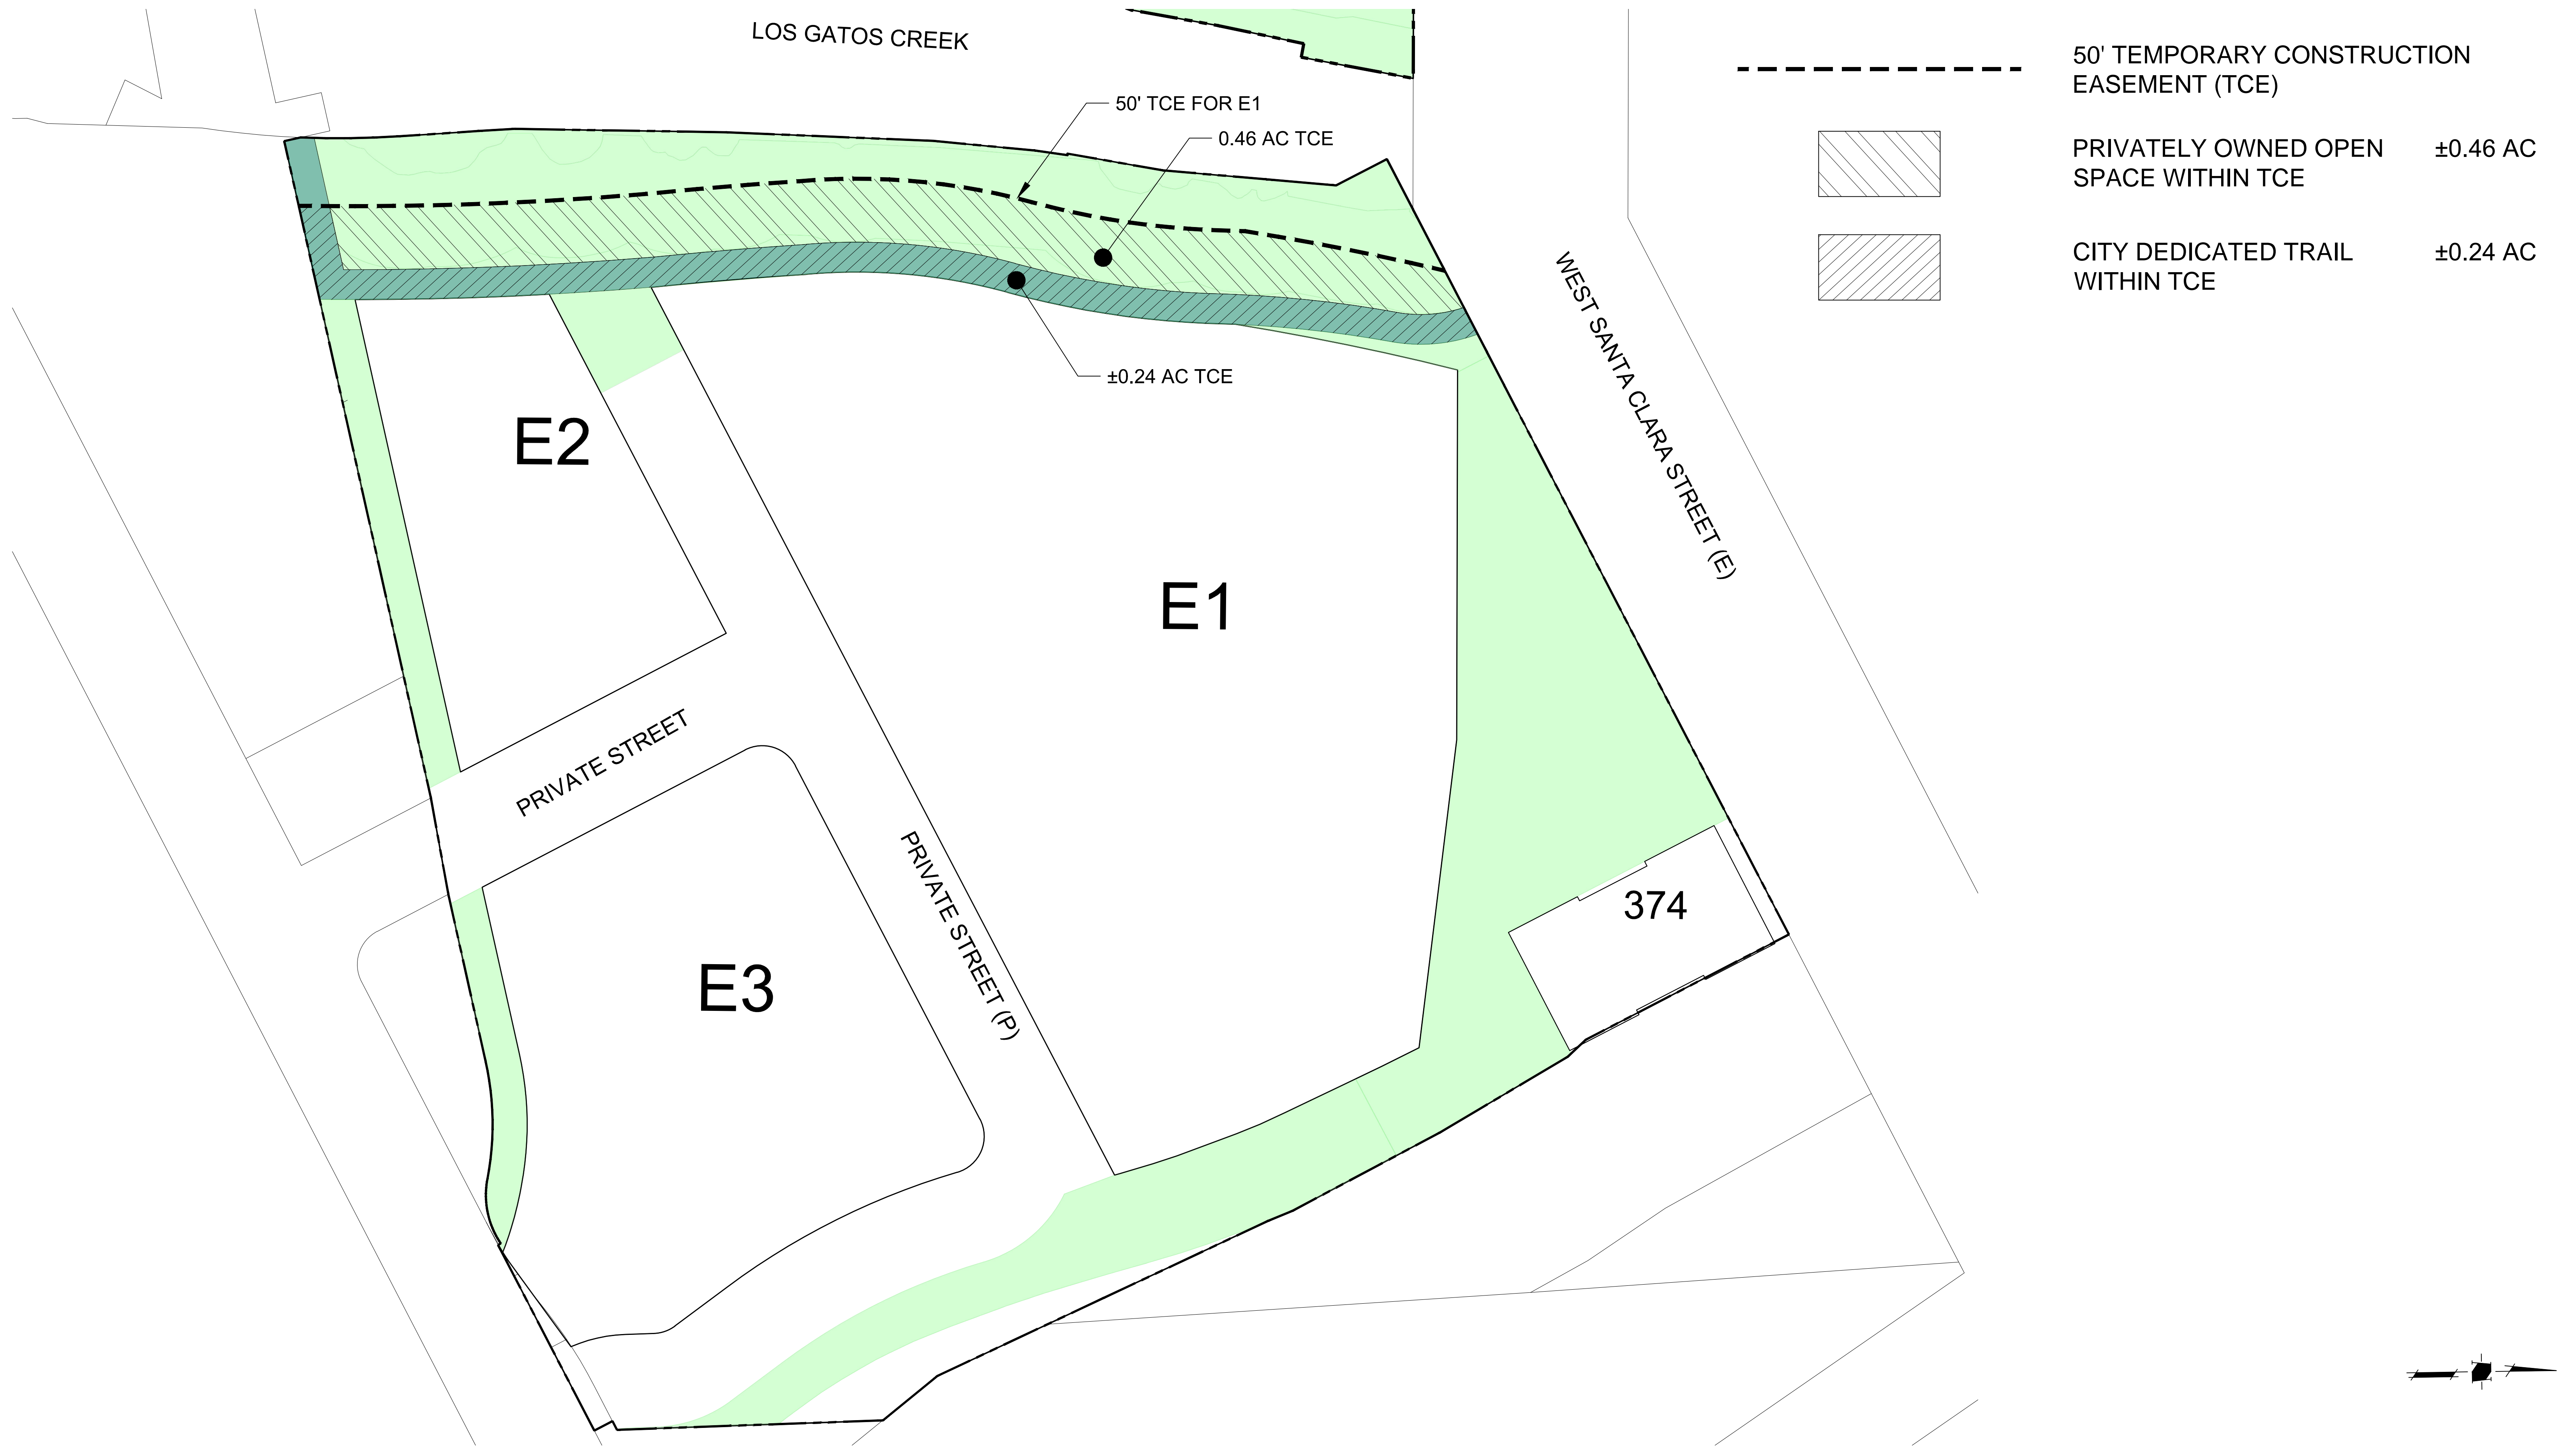 LOS GATOS CREEK
50' TEMPORARY CONSTRUCTION
EASEMENT (TCE)
50' TCE FOR E1
0.46 AC TCE
PRIVATELY OWNED OPEN ±0.46 AC
SPACE WITHIN TCE
CITY DEDICATED TRAIL ±0.24 AC
WITHIN TCE
WEST SANTA CLARA STREET (E)
±0.24 AC TCE
E2
E1
PRIVATE STREET
PRIVATE STREET (P)
374
E3